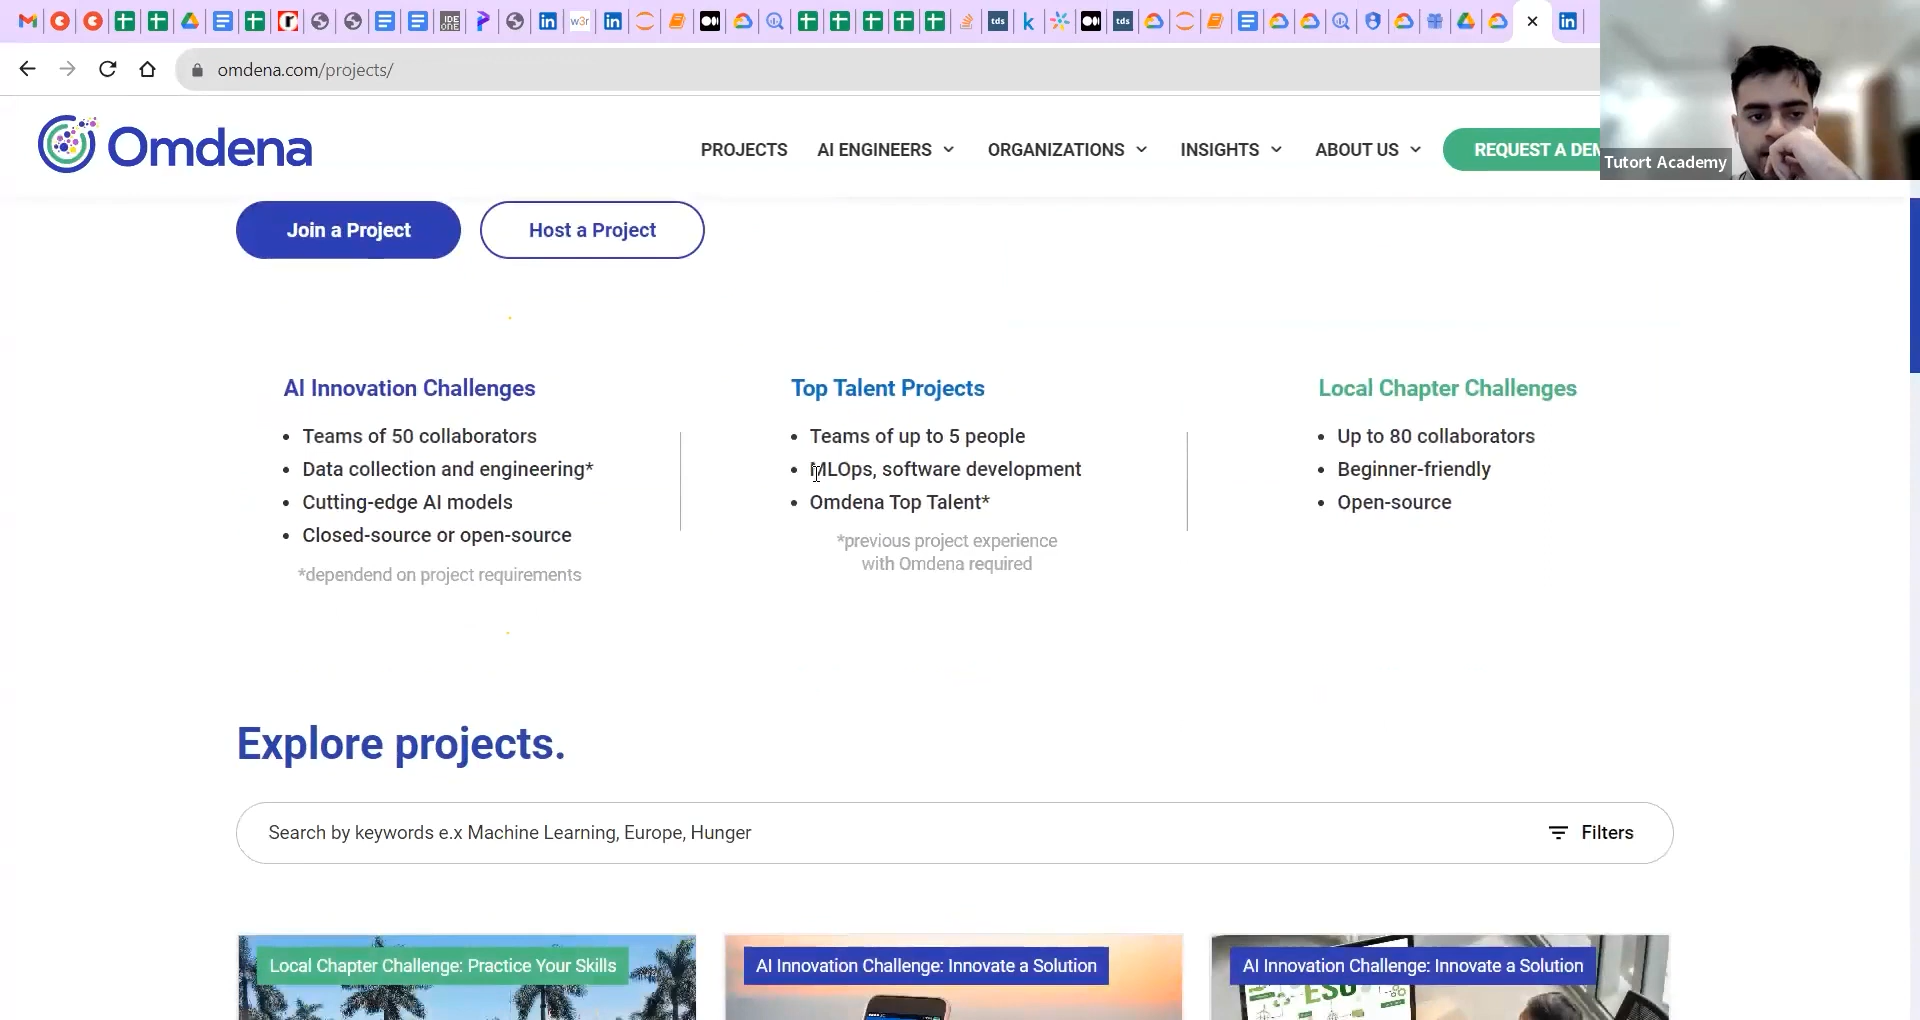 omdena.com/projects/
Omdena
PROJECTS AI ENGINEERS ORGANIZATIONS INSIGHTS ABOUT US REQUEST A DEM
Tutort Academy
Join a Project Host a Project
AI Innovation Challenges
Teams of 50 collaborators
Data collection and engineering*
Cutting-edge AI models
Closed-source or open-source
*dependend on project requirements
Top Talent Projects
Teams of up to 5 people
MLOps, software development
Omdena Top Talent*
*previous project experience
with Omdena required
Local Chapter Challenges
Up to 80 collaborators
Beginner-friendly
Open-source
Explore projects.
Search by keywords e.x Machine Learning, Europe, Hunger Filters
Local Chapter Challenge: Practice Your Skills
AI Innovation Challenge: Innovate a Solution
AI Innovation Challenge: Innovate a Solution
ESG